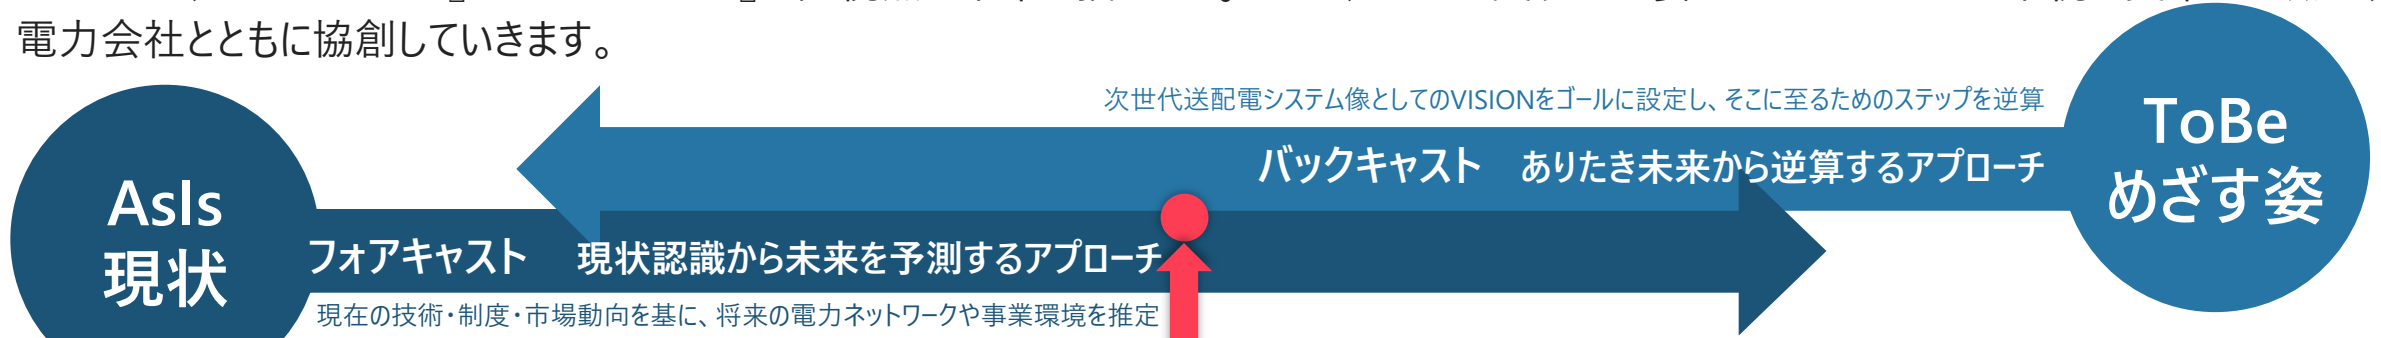 電力会社とともに協創していきます。
次世代送配電システム像としてのVISIONをゴールに設定し、そこに至るためのステップを逆算
バックキャスト　ありたき未来から逆算するアプローチ
ToBe
めざす姿
AsIs
現状
フォアキャスト　現状認識から未来を予測するアプローチ
現在の技術・制度・市場動向を基に、将来の電力ネットワークや事業環境を推定